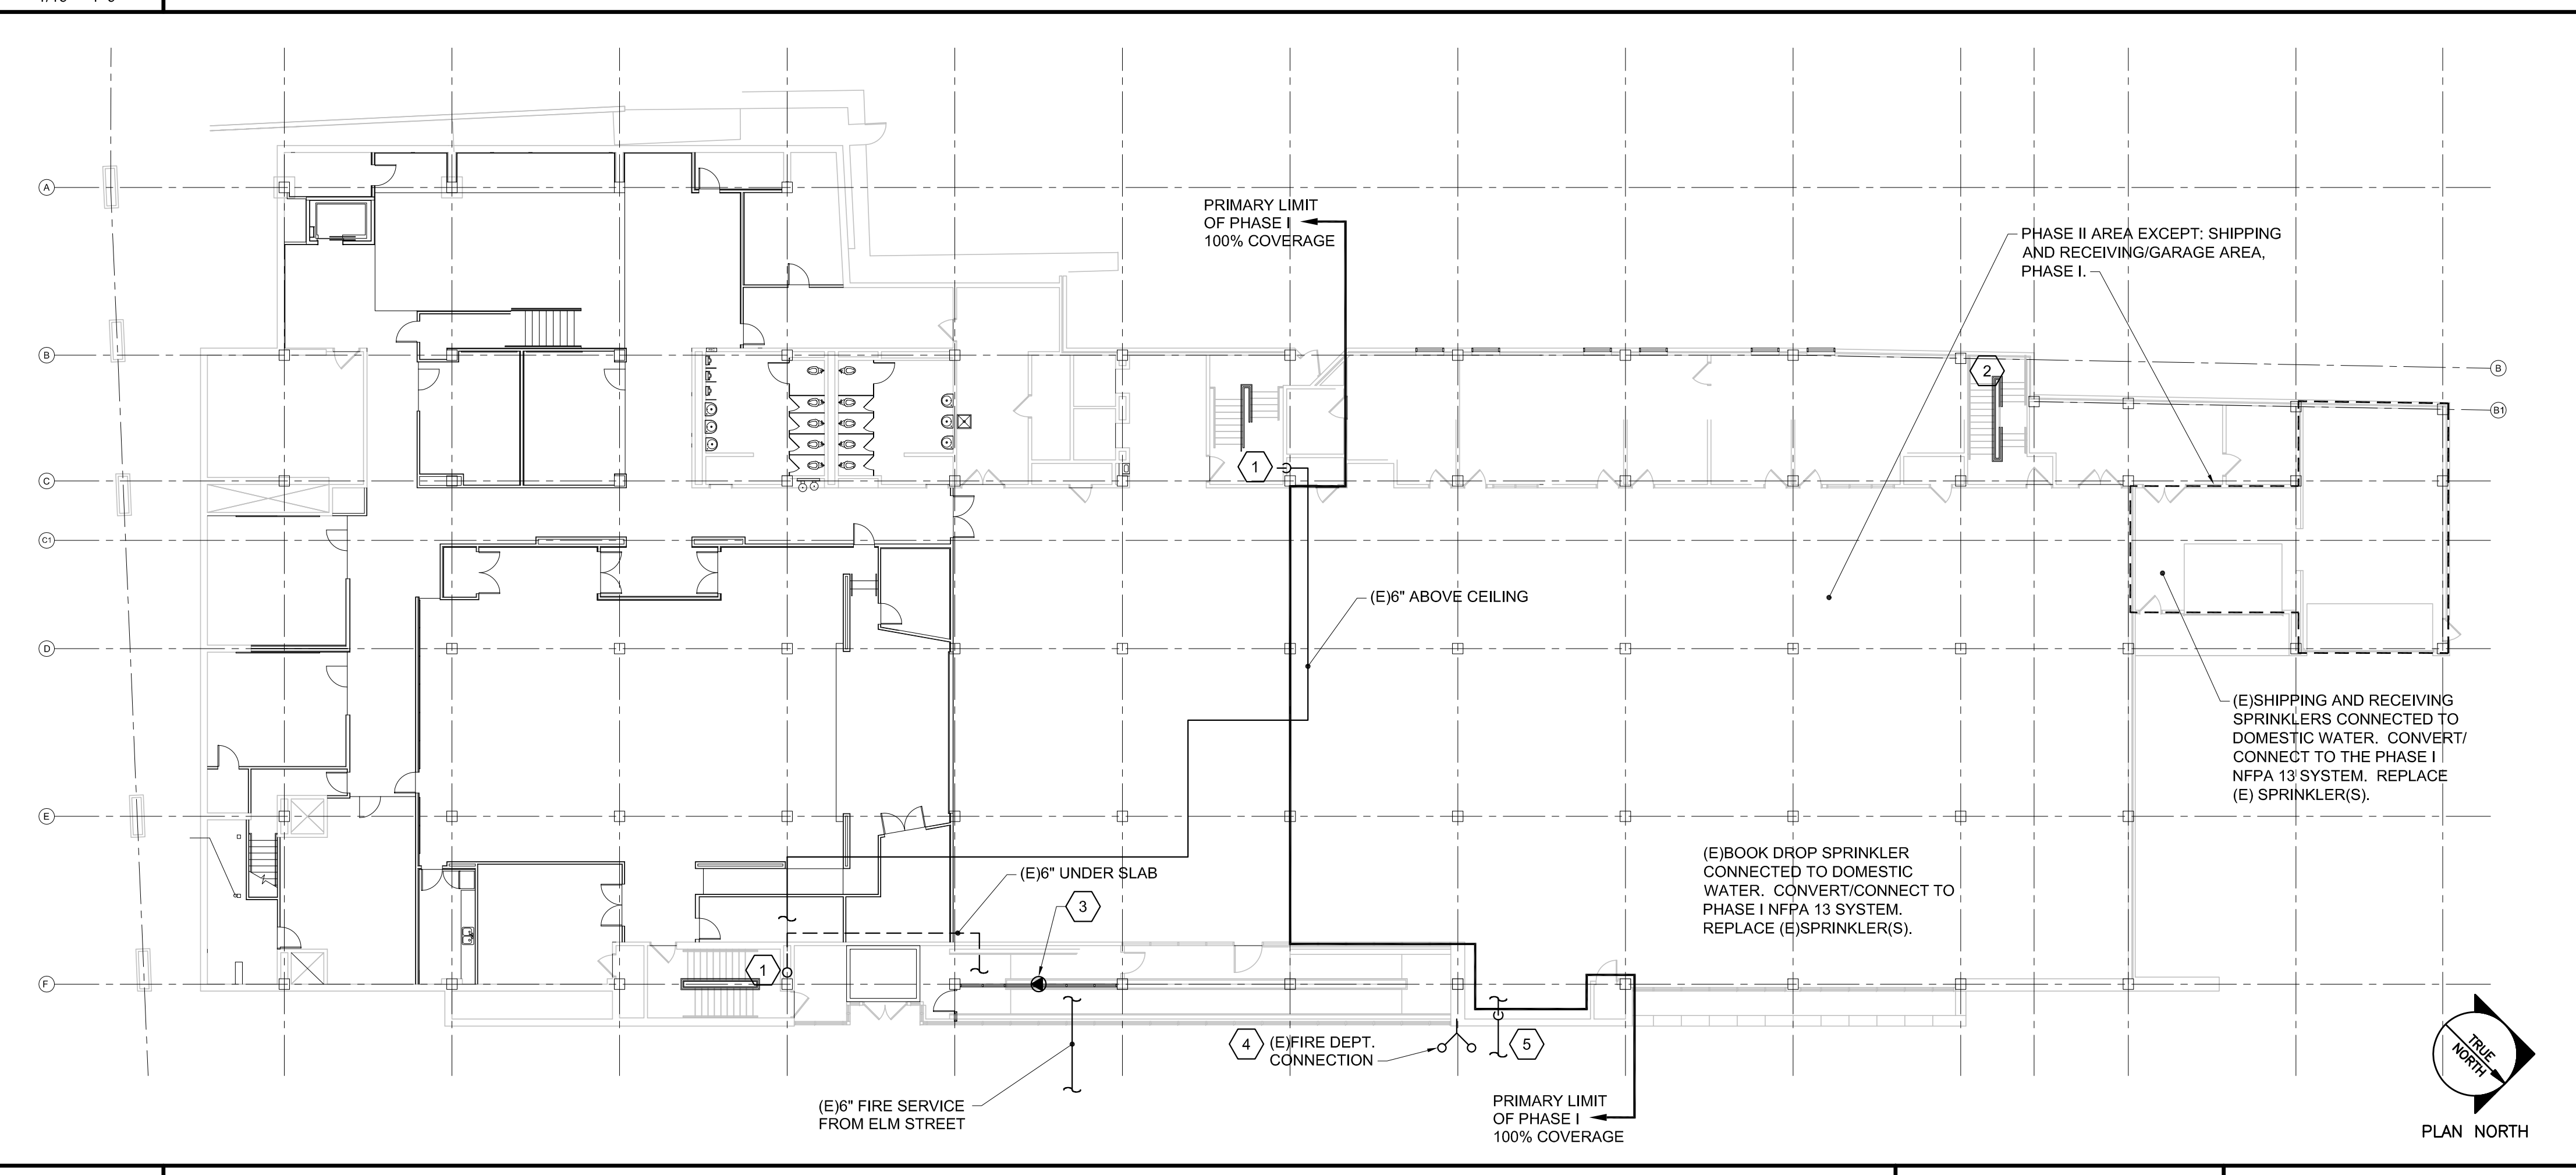 A
B
C
C1
D
E
F
PRIMARY LIMIT
OF PHASE I
100% COVERAGE
PHASE II AREA EXCEPT: SHIPPING
AND RECEIVING/GARAGE AREA,
PHASE I.
2
B
B1
1
(E)6" ABOVE CEILING
(E)SHIPPING AND RECEIVING
SPRINKLERS CONNECTED TO
DOMESTIC WATER. CONVERT/
CONNECT TO THE PHASE I
NFPA 13 SYSTEM. REPLACE
(E) SPRINKLER(S).
(E)BOOK DROP SPRINKLER
CONNECTED TO DOMESTIC
WATER. CONVERT/CONNECT TO
PHASE I NFPA 13 SYSTEM.
REPLACE (E)SPRINKLER(S).
(E)6" UNDER SLAB
3
1
4
(E)FIRE DEPT.
CONNECTION
5
(E)6" FIRE SERVICE
FROM ELM STREET
PRIMARY LIMIT
OF PHASE I
100% COVERAGE
TRUE
NORTH
PLAN NORTH